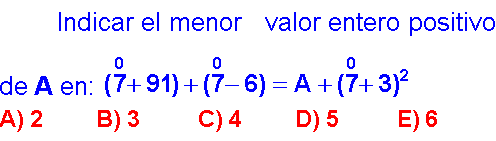 Indicar el menor valor entero positivo
de A en: (7̊+ 91) + (7̊– 6) = A + (7̊+ 3)²
A) 2 B) 3 C) 4 D) 5 E) 6